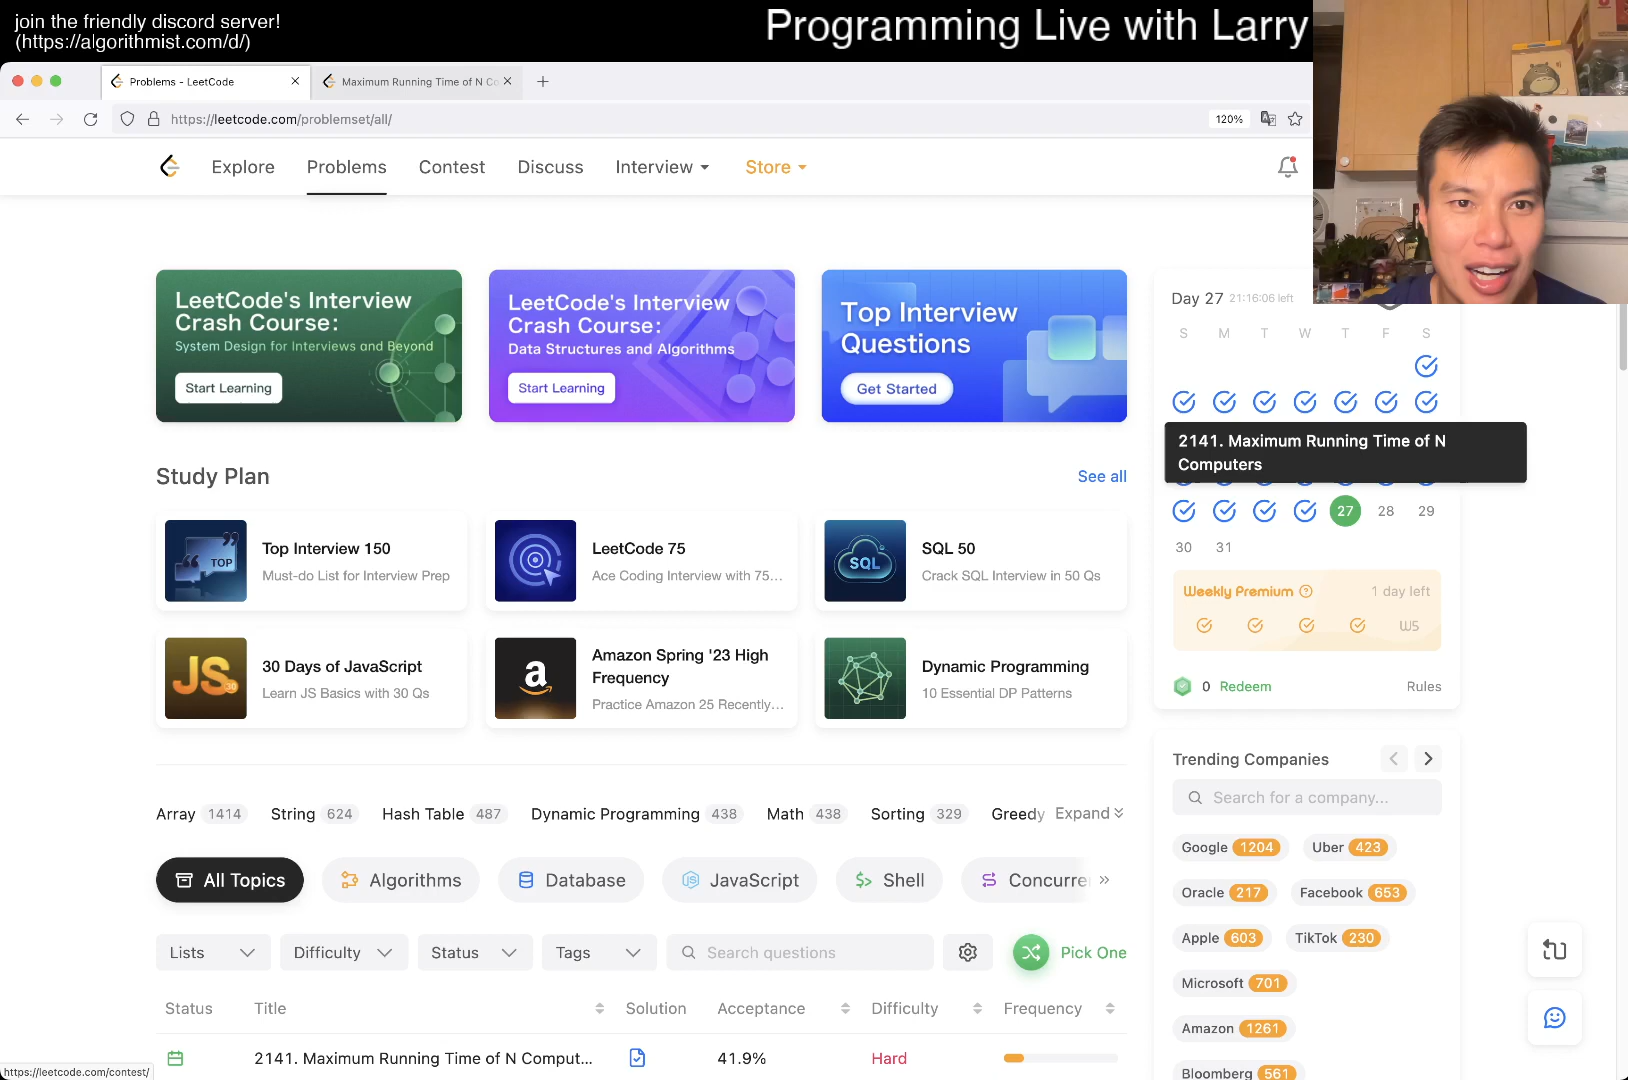 join the friendly discord server!
(https://algorithmist.com/d/)
Programming Live with Larry
Problems - LeetCode
Maximum Running Time of N Co
https://leetcode.com/problemset/all/
120%
Explore
Problems
Contest
Discuss
Interview
Store
LeetCode's Interview
Crash Course:
System Design for Interviews and Beyond
Start Learning
LeetCode's Interview
Crash Course:
Data Structures and Algorithms
Start Learning
Top Interview
Questions
Get Started
Day 27 21:16:06 left
S M T W T F S
2141. Maximum Running Time of N
Computers
27 28 29
30 31
Weekly Premium
1 day left
W5
0 Redeem
Rules
Study Plan
See all
TOP
Top Interview 150
Must-do List for Interview Prep
LeetCode 75
Ace Coding Interview with 75...
SQL
SQL 50
Crack SQL Interview in 50 Qs
JS
30
30 Days of JavaScript
Learn JS Basics with 30 Qs
a
Amazon Spring '23 High
Frequency
Practice Amazon 25 Recently...
Dynamic Programming
10 Essential DP Patterns
Trending Companies
Search for a company...
Google 1204
Uber 423
Oracle 217
Facebook 653
Apple 603
TikTok 230
Microsoft 701
Amazon 1261
Bloomberg 561
Array 1414
String 624
Hash Table 487
Dynamic Programming 438
Math 438
Sorting 329
Greedy
Expand
All Topics
Algorithms
Database
JavaScript
Shell
Concurre
Lists
Difficulty
Status
Tags
Search questions
Pick One
Status
Title
Solution
Acceptance
Difficulty
Frequency
2141. Maximum Running Time of N Comput...
41.9%
Hard
https://leetcode.com/contest/